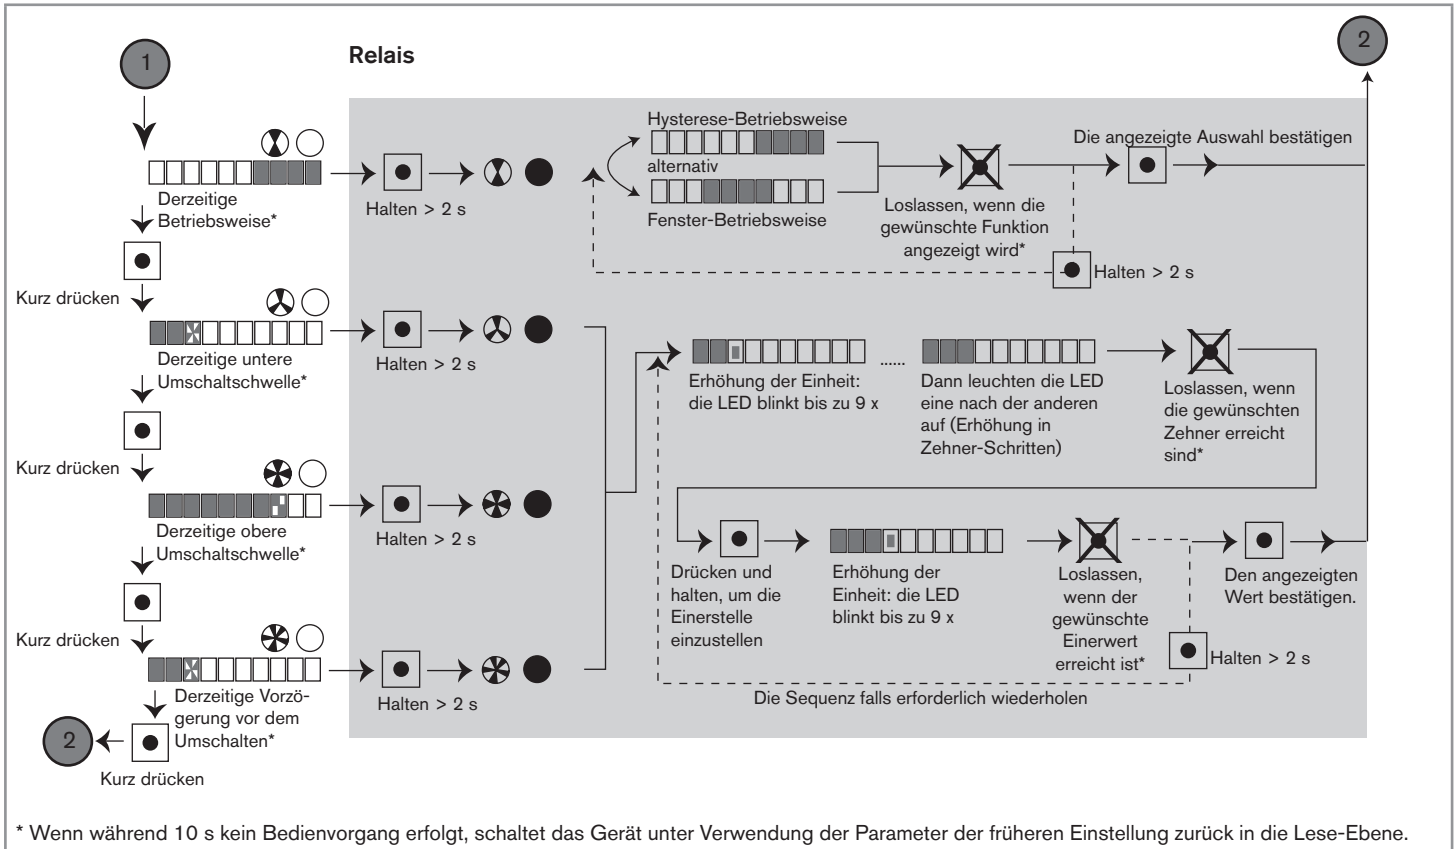 1
Relais
2
Hysterese-Betriebsweise
alternativ
Fenster-Betriebsweise
Die angezeigte Auswahl bestätigen
Derzeitige
Betriebsweise*
Halten > 2 s
Loslassen, wenn die
gewünschte Funktion
angezeigt wird*
Halten > 2 s
Kurz drücken
Derzeitige untere
Umschaltschwelle*
Halten > 2 s
Erhöhung der Einheit:
die LED blinkt bis zu 9 x
......
Dann leuchten die LED
eine nach der anderen
auf (Erhöhung in
Zehner-Schritten)
Loslassen, wenn
die gewünschten
Zehner erreicht
sind*
Kurz drücken
Derzeitige obere
Umschaltschwelle*
Halten > 2 s
Drücken und
halten, um die
Einerstelle
einzustellen
Erhöhung der
Einheit: die LED
blinkt bis zu 9 x
Loslassen,
wenn der
gewünschte
Einerwert
erreicht ist*
Den angezeigten
Wert bestätigen.
Halten > 2 s
Kurz drücken
Derzeitige Vorzö-
gerung vor dem
Umschalten*
Halten > 2 s
Die Sequenz falls erforderlich wiederholen
2
Kurz drücken
* Wenn während 10 s kein Bedienvorgang erfolgt, schaltet das Gerät unter Verwendung der Parameter der früheren Einstellung zurück in die Lese-Ebene.